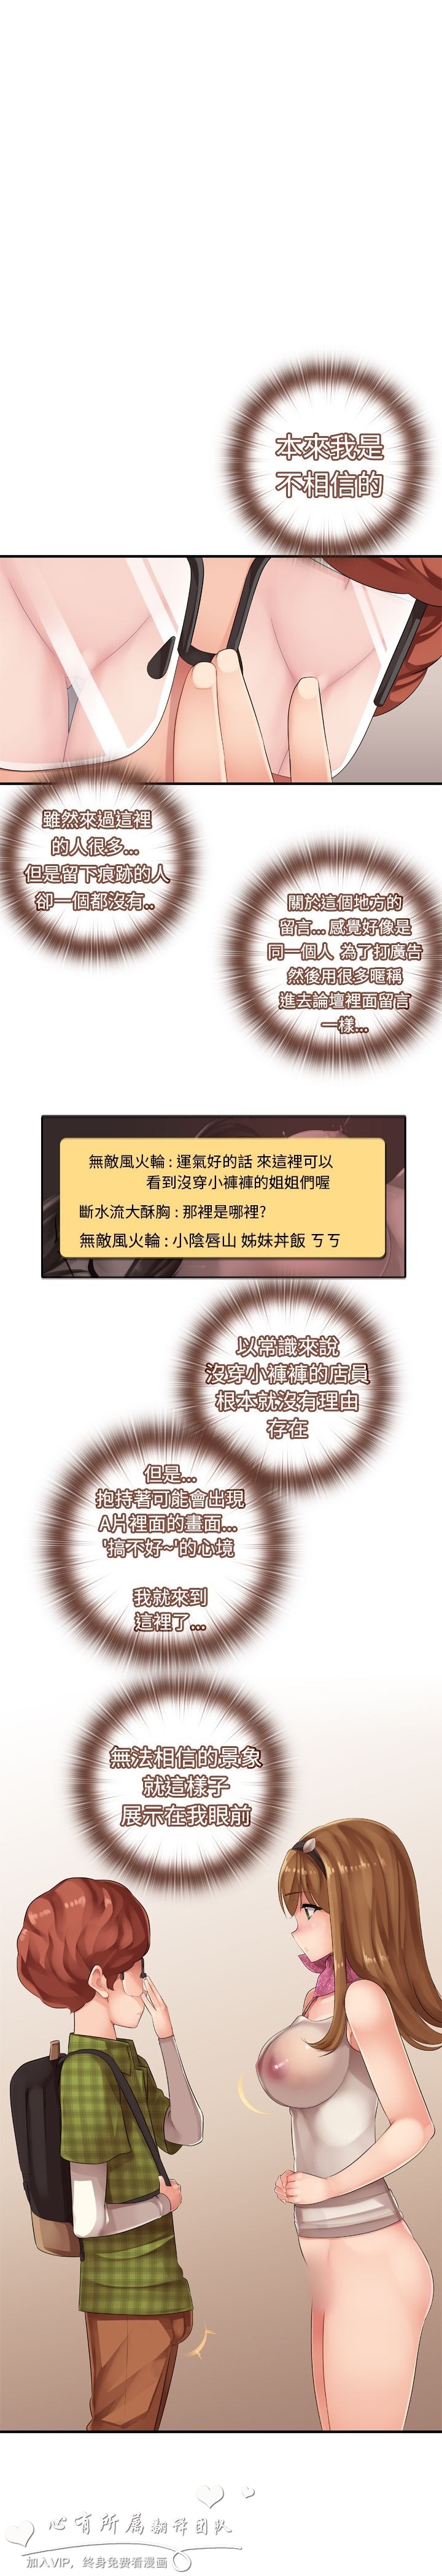 本來我是
不相信的
雖然來過這裡
的人很多...
但是留下痕跡的人
卻一個都沒有..
關於這個地方的
留言... 感覺好像是
同一個人 為了打廣告
然後用很多暱稱
進去論壇裡面留言
一樣...
無敵風火輪 : 運氣好的話 來這裡可以
看到沒穿小褲褲的姐姐們喔
斷水流大酥胸 : 那裡是哪裡?
無敵風火輪 : 小陰唇山 姊妹丼飯 ㄎㄎ
以常識來說
沒穿小褲褲的店員
根本就沒有理由
存在
但是...
抱持著可能會出現
A片裡面的畫面...
'搞不好~'的心境
我就來到
這裡了...
無法相信的景象
就這樣子
展示在我眼前
心有所属翻译团队
加入VIP，终身免费看漫画